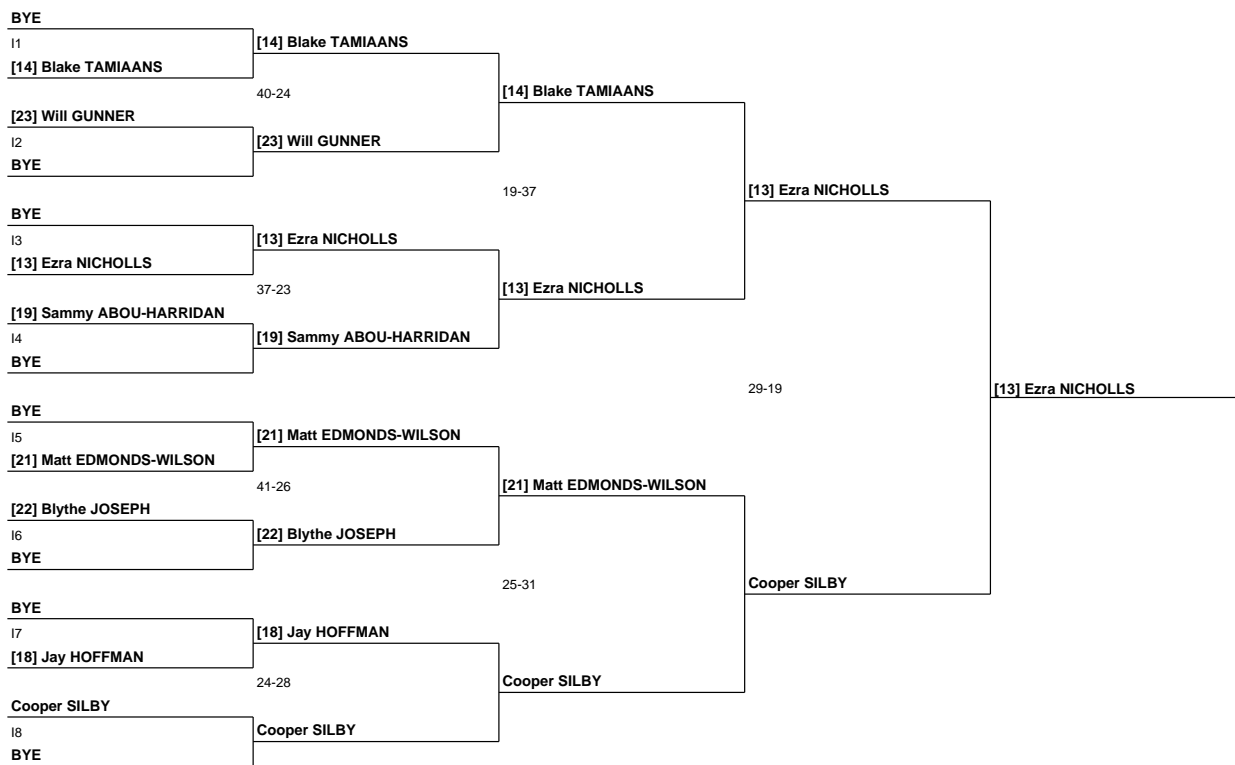 BYE
I1
[14] Blake TAMIAANS
[23] Will GUNNER
I2
BYE
BYE
I3
[13] Ezra NICHOLLS
[19] Sammy ABOU-HARRIDAN
I4
BYE
BYE
I5
[21] Matt EDMONDS-WILSON
[22] Blythe JOSEPH
I6
BYE
BYE
I7
[18] Jay HOFFMAN
Cooper SILBY
I8
BYE
[14] Blake TAMIAANS
40-24
[23] Will GUNNER
[13] Ezra NICHOLLS
37-23
[19] Sammy ABOU-HARRIDAN
[21] Matt EDMONDS-WILSON
41-26
[22] Blythe JOSEPH
[18] Jay HOFFMAN
24-28
Cooper SILBY
[14] Blake TAMIAANS
19-37
[13] Ezra NICHOLLS
[21] Matt EDMONDS-WILSON
25-31
Cooper SILBY
[13] Ezra NICHOLLS
29-19
Cooper SILBY
[13] Ezra NICHOLLS